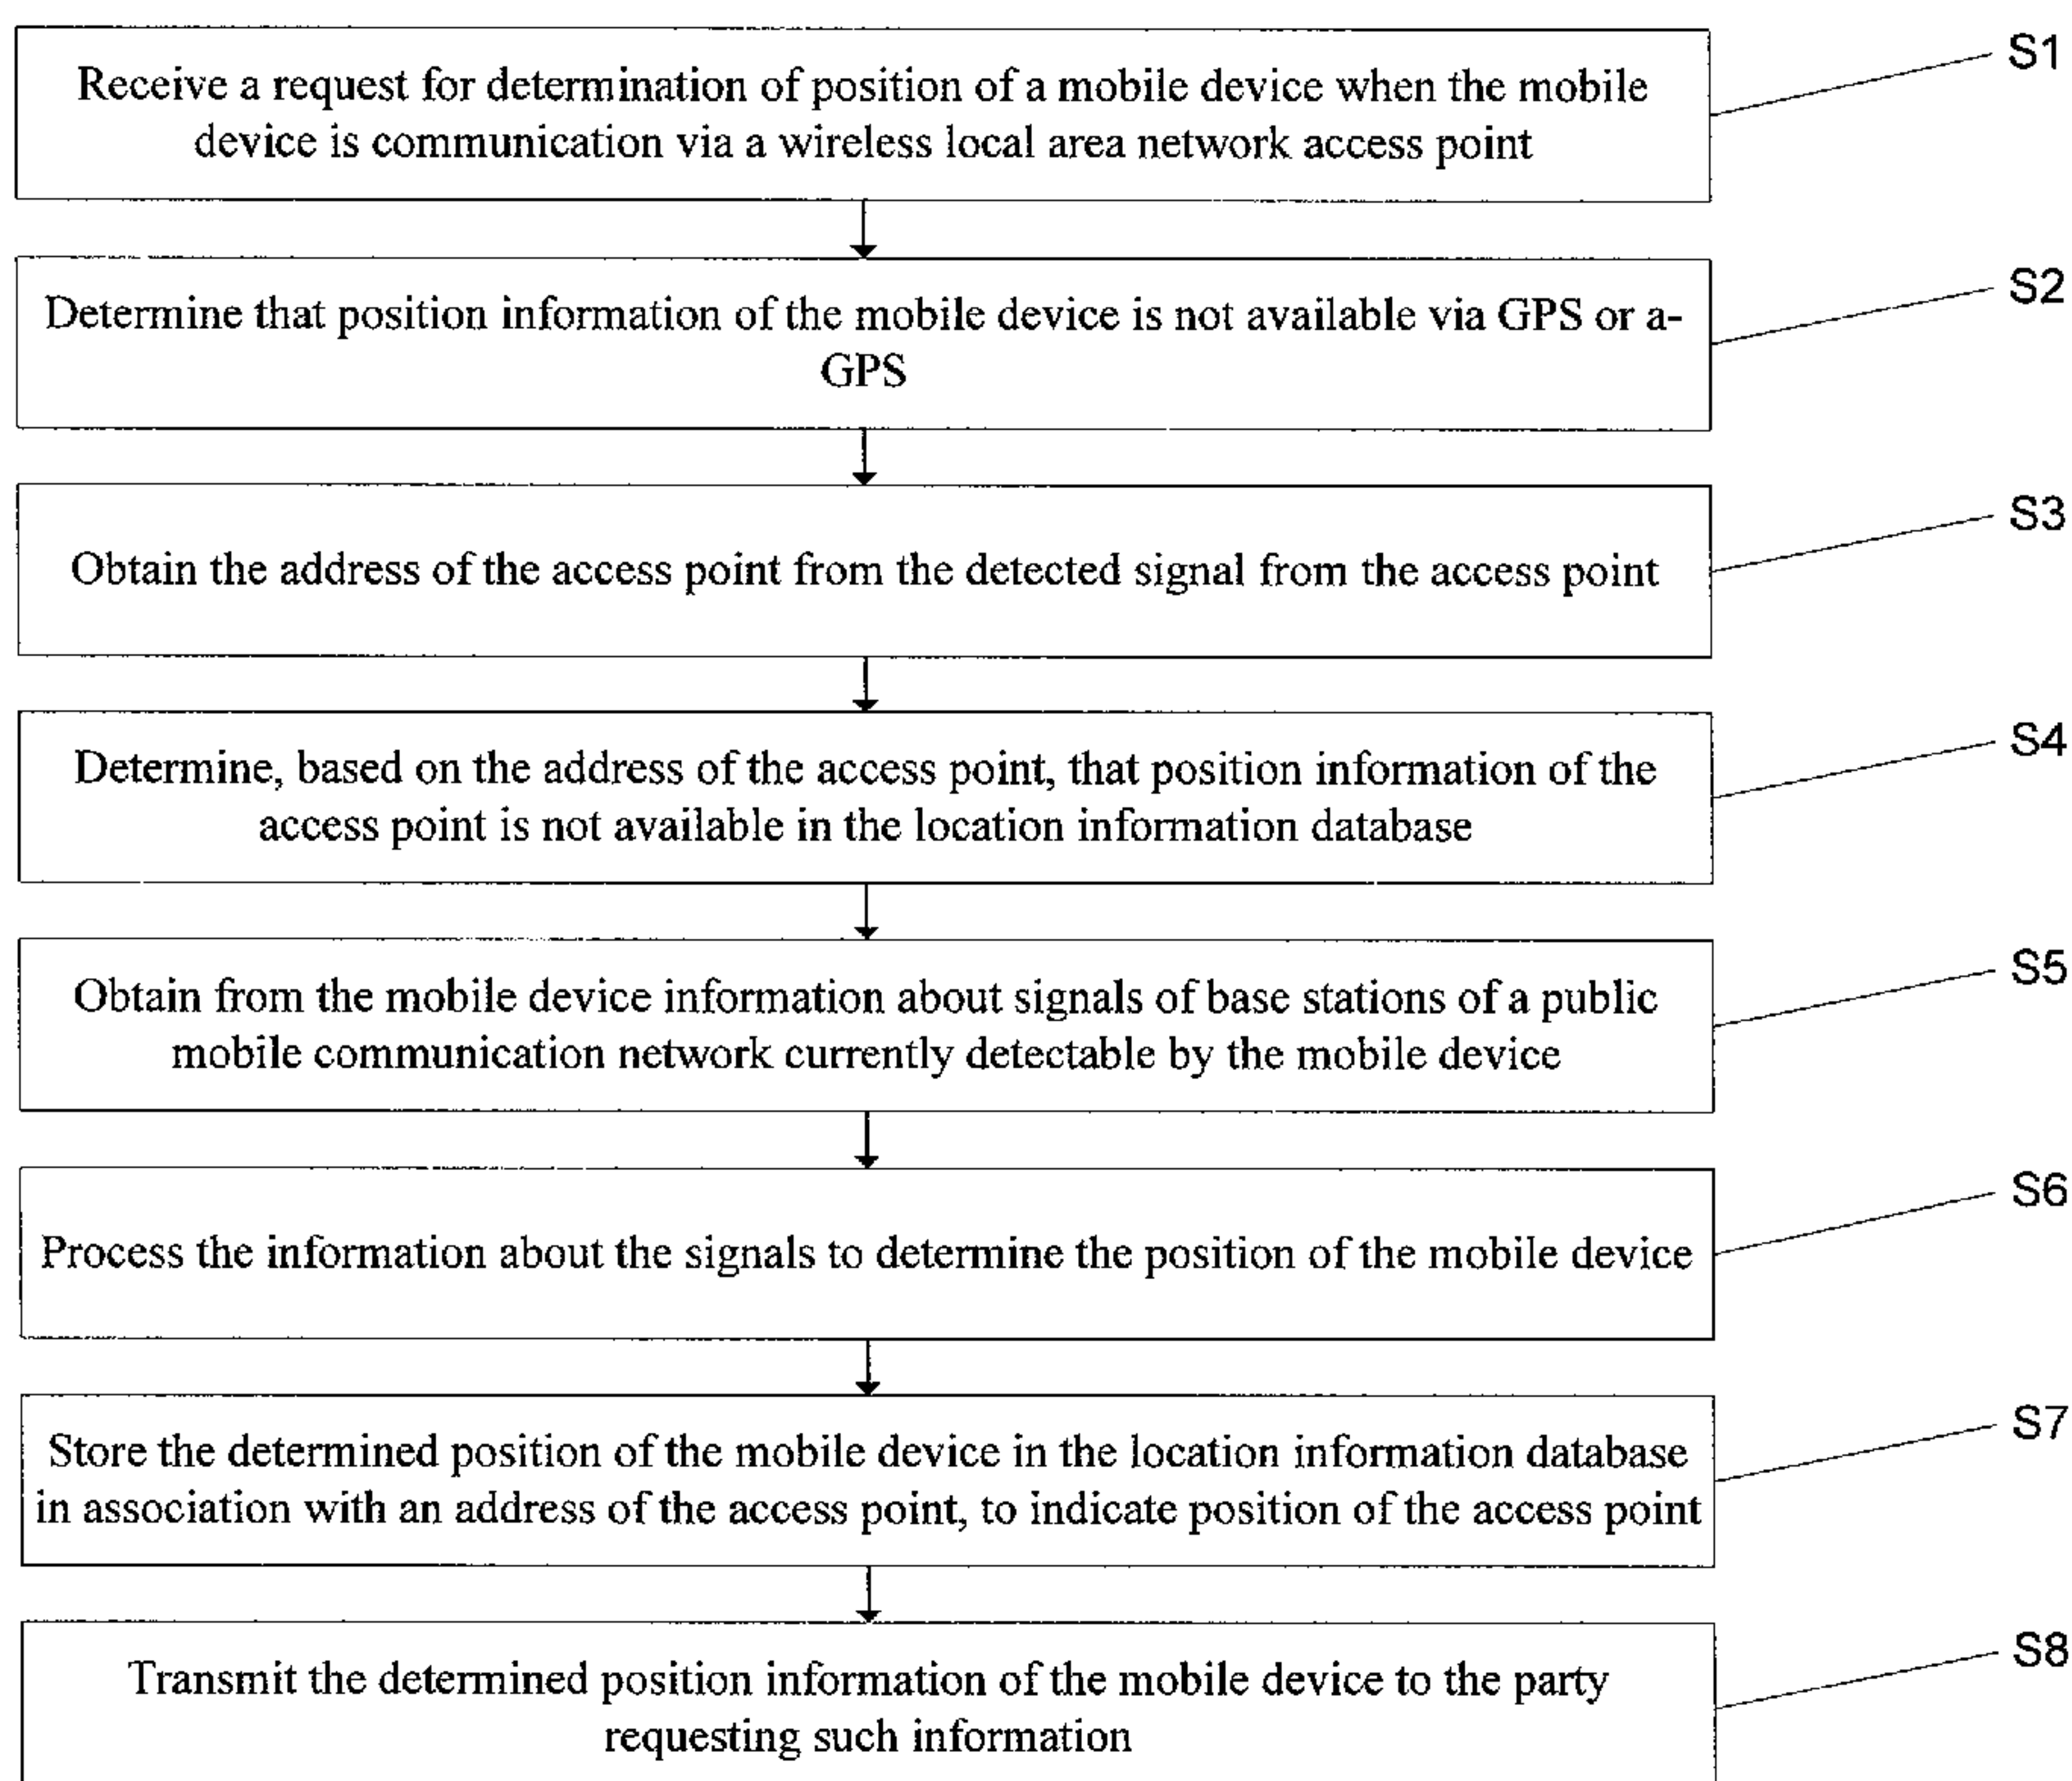 Receive a request for determination of position of a mobile device when the mobile
device is communication via a wireless local area network access point
S1
Determine that position information of the mobile device is not available via GPS or a-
GPS
S2
Obtain the address of the access point from the detected signal from the access point
S3
Determine, based on the address of the access point, that position information of the
access point is not available in the location information database
S4
Obtain from the mobile device information about signals of base stations of a public
mobile communication network currently detectable by the mobile device
S5
Process the information about the signals to determine the position of the mobile device
S6
Store the determined position of the mobile device in the location information database
in association with an address of the access point, to indicate position of the access point
S7
Transmit the determined position information of the mobile device to the party
requesting such information
S8